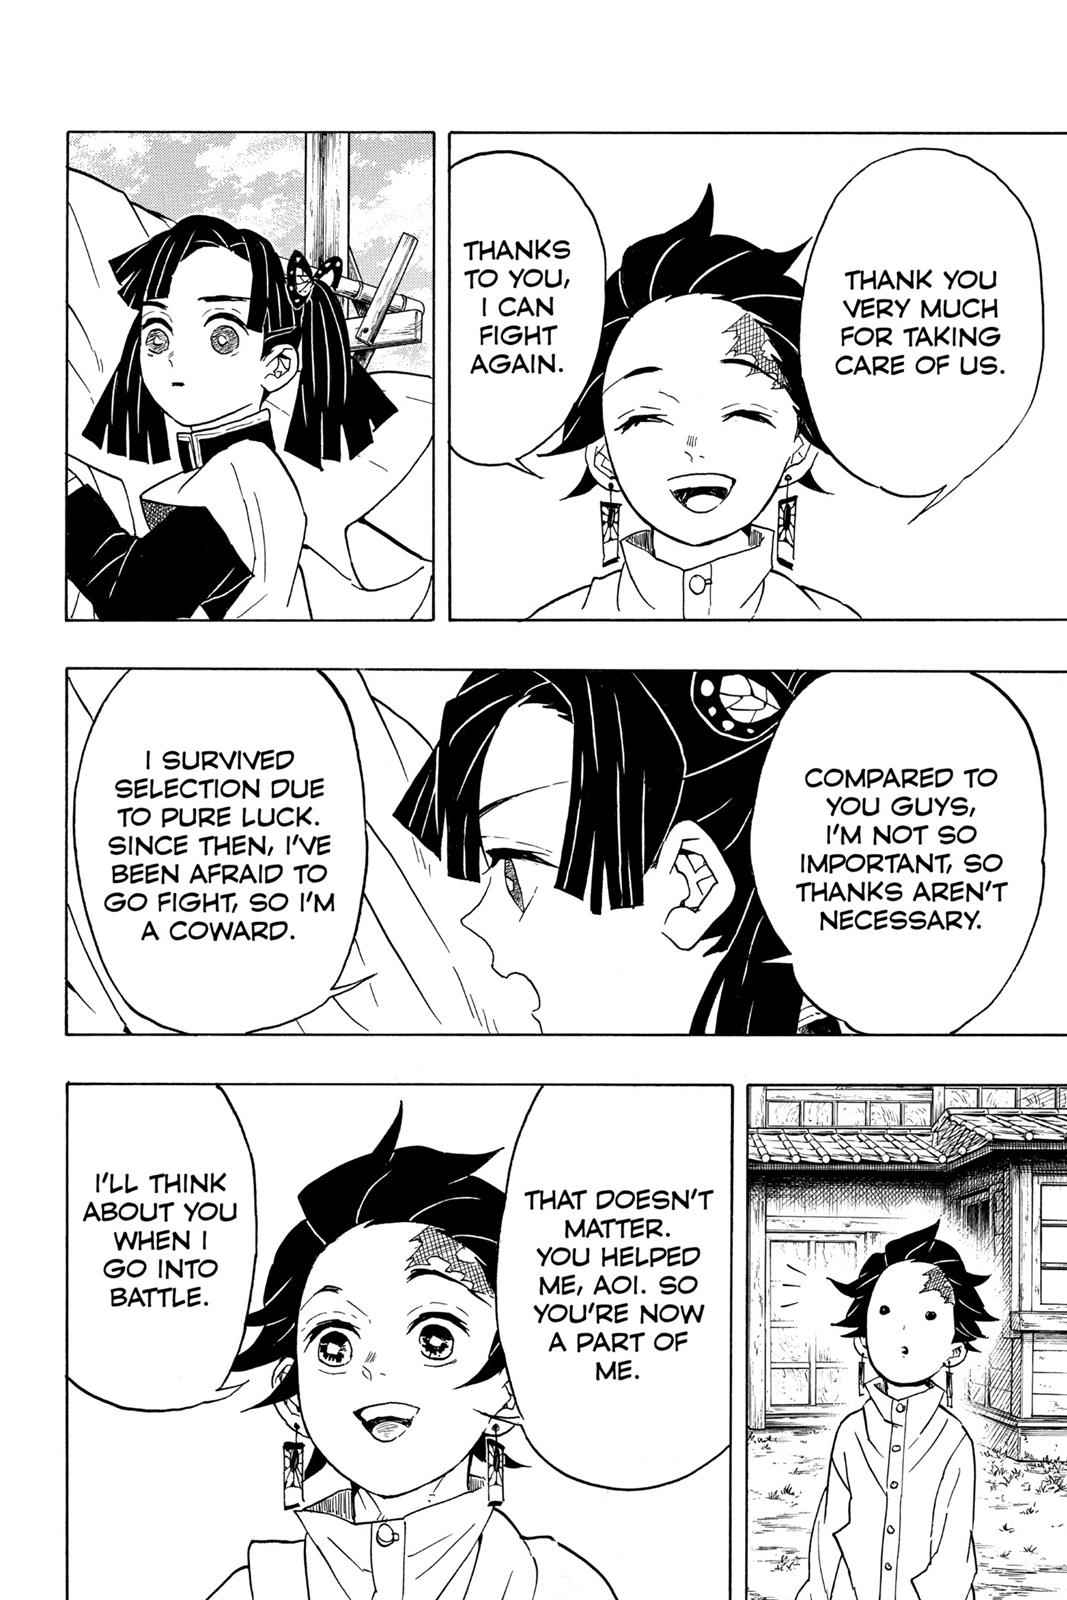 THANK YOU
VERY MUCH
FOR TAKING
CARE OF US.
THANKS
TO YOU,
I CAN
FIGHT
AGAIN.
COMPARED TO
YOU GUYS,
I'M NOT SO
IMPORTANT, SO
THANKS AREN'T
NECESSARY.
I SURVIVED
SELECTION DUE
TO PURE LUCK.
SINCE THEN, I'VE
BEEN AFRAID TO
GO FIGHT, SO I'M
A COWARD.
THAT DOESN'T
MATTER.
YOU HELPED
ME, AOI. SO
YOU'RE NOW
A PART OF
ME.
I'LL THINK
ABOUT YOU
WHEN I
GO INTO
BATTLE.